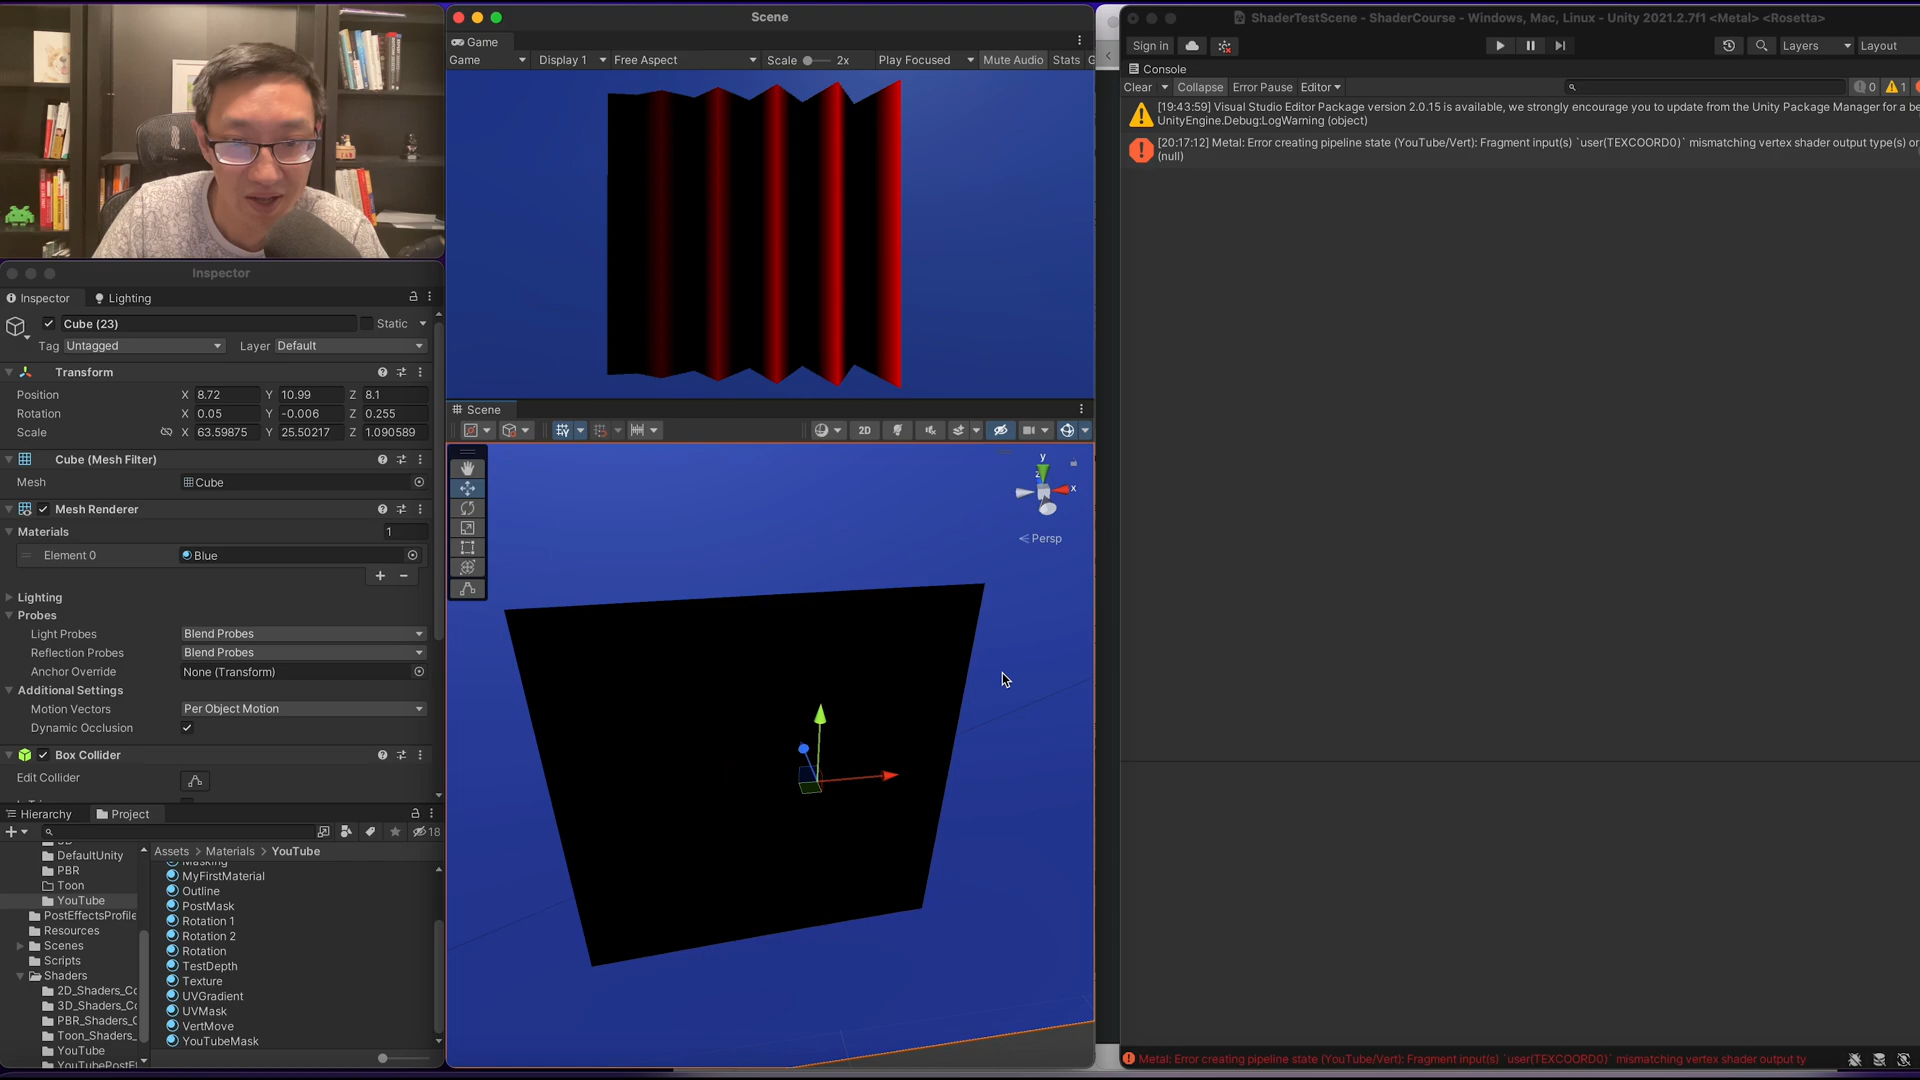 Scene
Game
Game
Display 1
Free Aspect
Scale
2x
Play Focused
Mute Audio
Stats
G
ShaderTestScene - ShaderCourse - Windows, Mac, Linux - Unity 2021.2.7f1 <Metal> <Rosetta>
Sign in
Layers
Layout
Console
Clear
Collapse
Error Pause
Editor
0
1
[19:43:59] Visual Studio Editor Package version 2.0.15 is available, we strongly encourage you to update from the Unity Package Manager for a be
UnityEngine.Debug:LogWarning (object)
[20:17:12] Metal: Error creating pipeline state (YouTube/Vert): Fragment input(s) `user(TEXCOORD0)` mismatching vertex shader output type(s) or
(null)
Inspector
Inspector
Lighting
Cube (23)
Static
Tag
Untagged
Layer
Default
Transform
Position
X 8.72
Y 10.99
Z 8.1
Rotation
X 0.05
Y -0.006
Z 0.255
Scale
X 63.59875
Y 25.50217
Z 1.090589
Cube (Mesh Filter)
Mesh
Cube
Mesh Renderer
Materials
1
Element 0
Blue
Lighting
Probes
Light Probes
Blend Probes
Reflection Probes
Blend Probes
Anchor Override
None (Transform)
Additional Settings
Motion Vectors
Per Object Motion
Dynamic Occlusion
Box Collider
Edit Collider
Scene
2D
y
x
z
Persp
Hierarchy
Project
18
DefaultUnity
PBR
Toon
YouTube
PostEffectsProfile
Resources
Scenes
Scripts
Shaders
2D_Shaders_Co
3D_Shaders_Co
PBR_Shaders_C
Toon_Shaders_
YouTube
YouTubePostEf
Assets > Materials > YouTube
Masking
MyFirstMaterial
Outline
PostMask
Rotation 1
Rotation 2
Rotation
TestDepth
Texture
UVGradient
UVMask
VertMove
YouTubeMask
Metal: Error creating pipeline state (YouTube/Vert): Fragment input(s) `user(TEXCOORD0)` mismatching vertex shader output ty